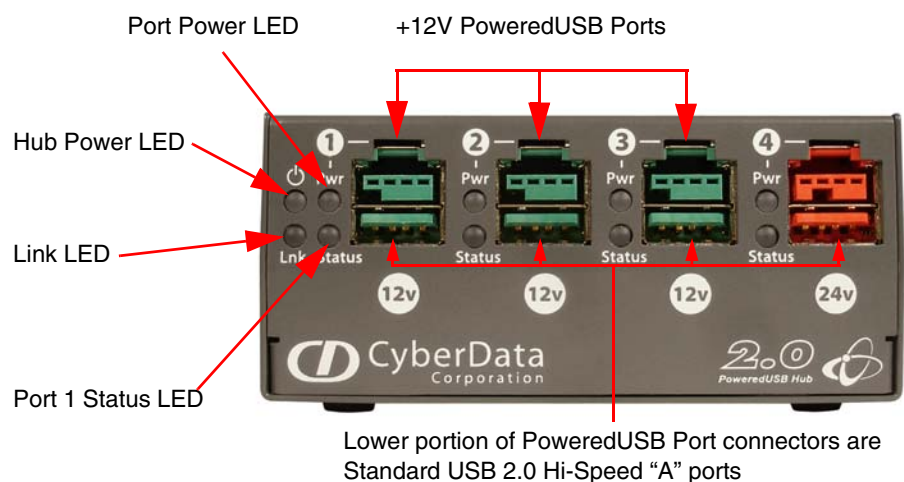 Port Power LED
+12V PoweredUSB Ports
Hub Power LED
1
2
3
4
Pwr
Pwr
Pwr
Pwr
Link LED
Lnk
Status
Status
Status
Status
12v
12v
12v
24v
CyberData
Corporation
2.0
PoweredUSB Hub
Port 1 Status LED
Lower portion of PoweredUSB Port connectors are
Standard USB 2.0 Hi-Speed “A” ports